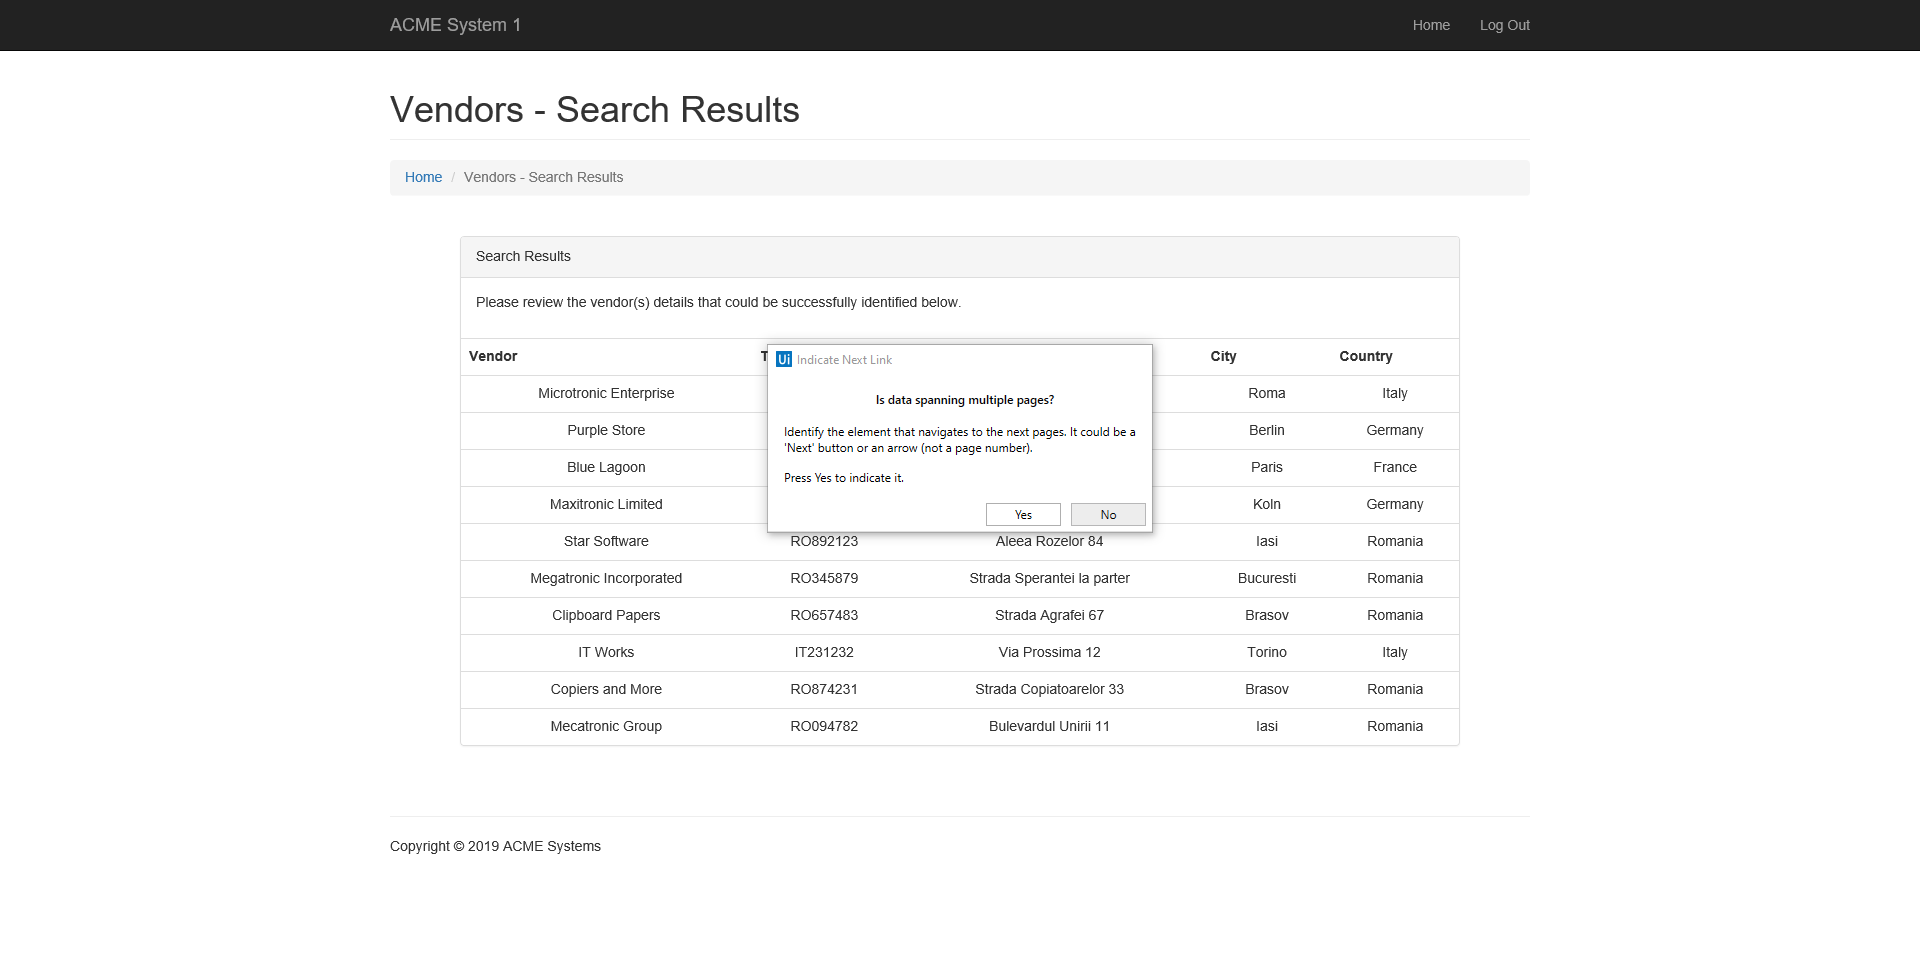 ACME System 1 Home Log Out
Vendors - Search Results
Home / Vendors - Search Results
Search Results
Please review the vendor(s) details that could be successfully identified below.
Vendor City Country
Ui Indicate Next Link
Is data spanning multiple pages?
Identify the element that navigates to the next pages. It could be a
'Next' button or an arrow (not a page number).
Press Yes to indicate it.
Yes No
Microtronic Enterprise Roma Italy
Purple Store Berlin Germany
Blue Lagoon Paris France
Maxitronic Limited Koln Germany
Star Software RO892123 Aleea Rozelor 84 Iasi Romania
Megatronic Incorporated RO345879 Strada Sperantei la parter Bucuresti Romania
Clipboard Papers RO657483 Strada Agrafei 67 Brasov Romania
IT Works IT231232 Via Prossima 12 Torino Italy
Copiers and More RO874231 Strada Copiatoarelor 33 Brasov Romania
Mecatronic Group RO094782 Bulevardul Unirii 11 Iasi Romania
Copyright © 2019 ACME Systems